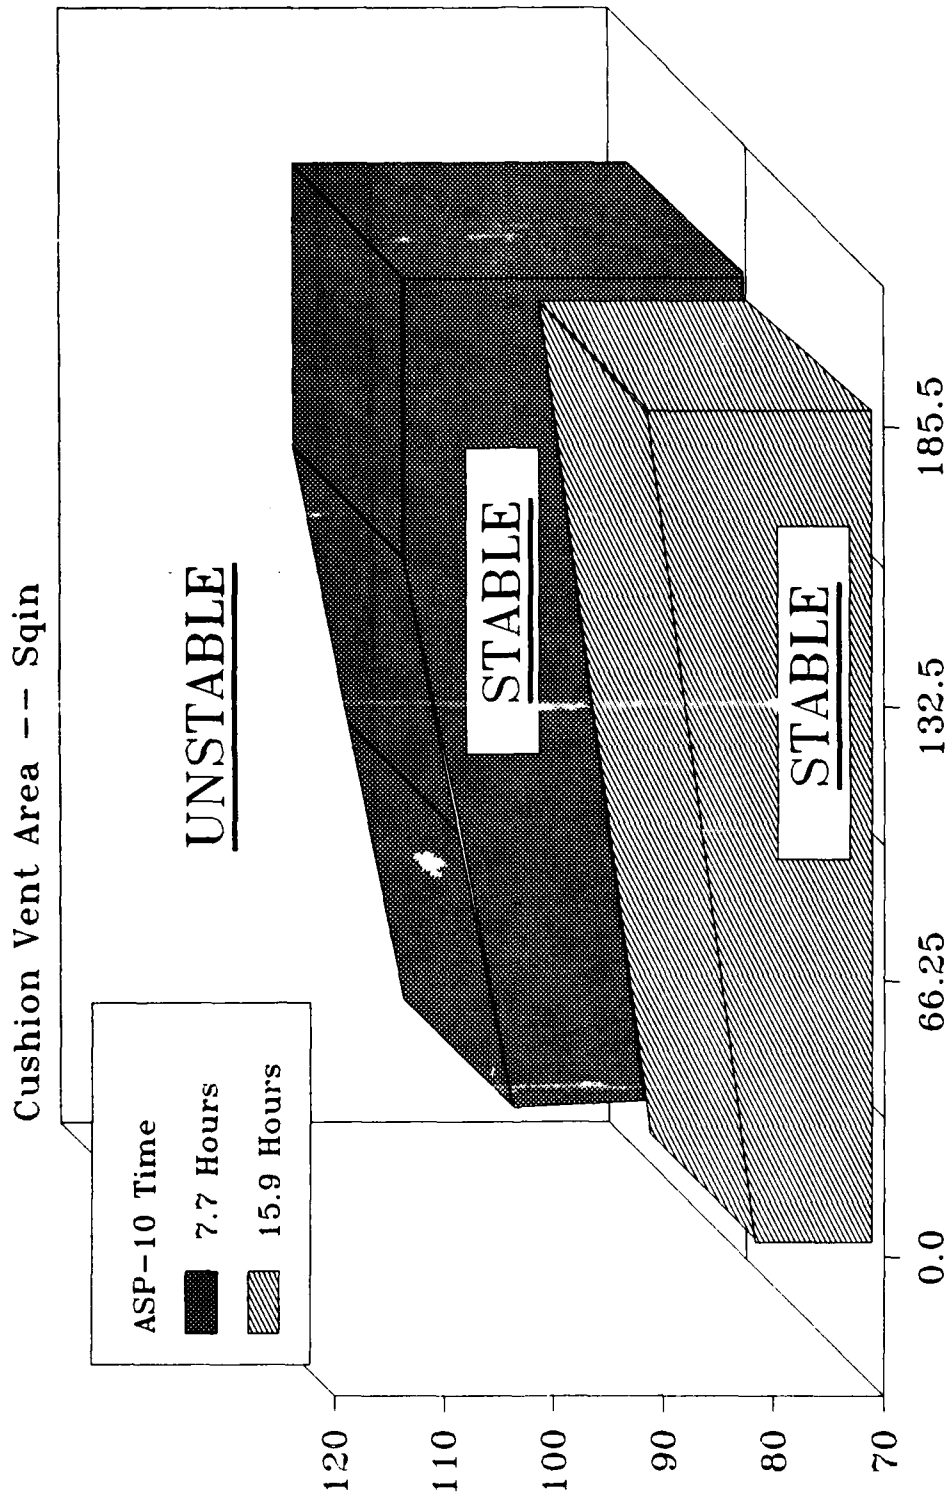 Cushion Vent Area -- Sqin
ASP-10 Time
7.7 Hours
15.9 Hours
UNSTABLE
STABLE
STABLE
120
110
100
90
80
70
0.0
66.25
132.5
185.5